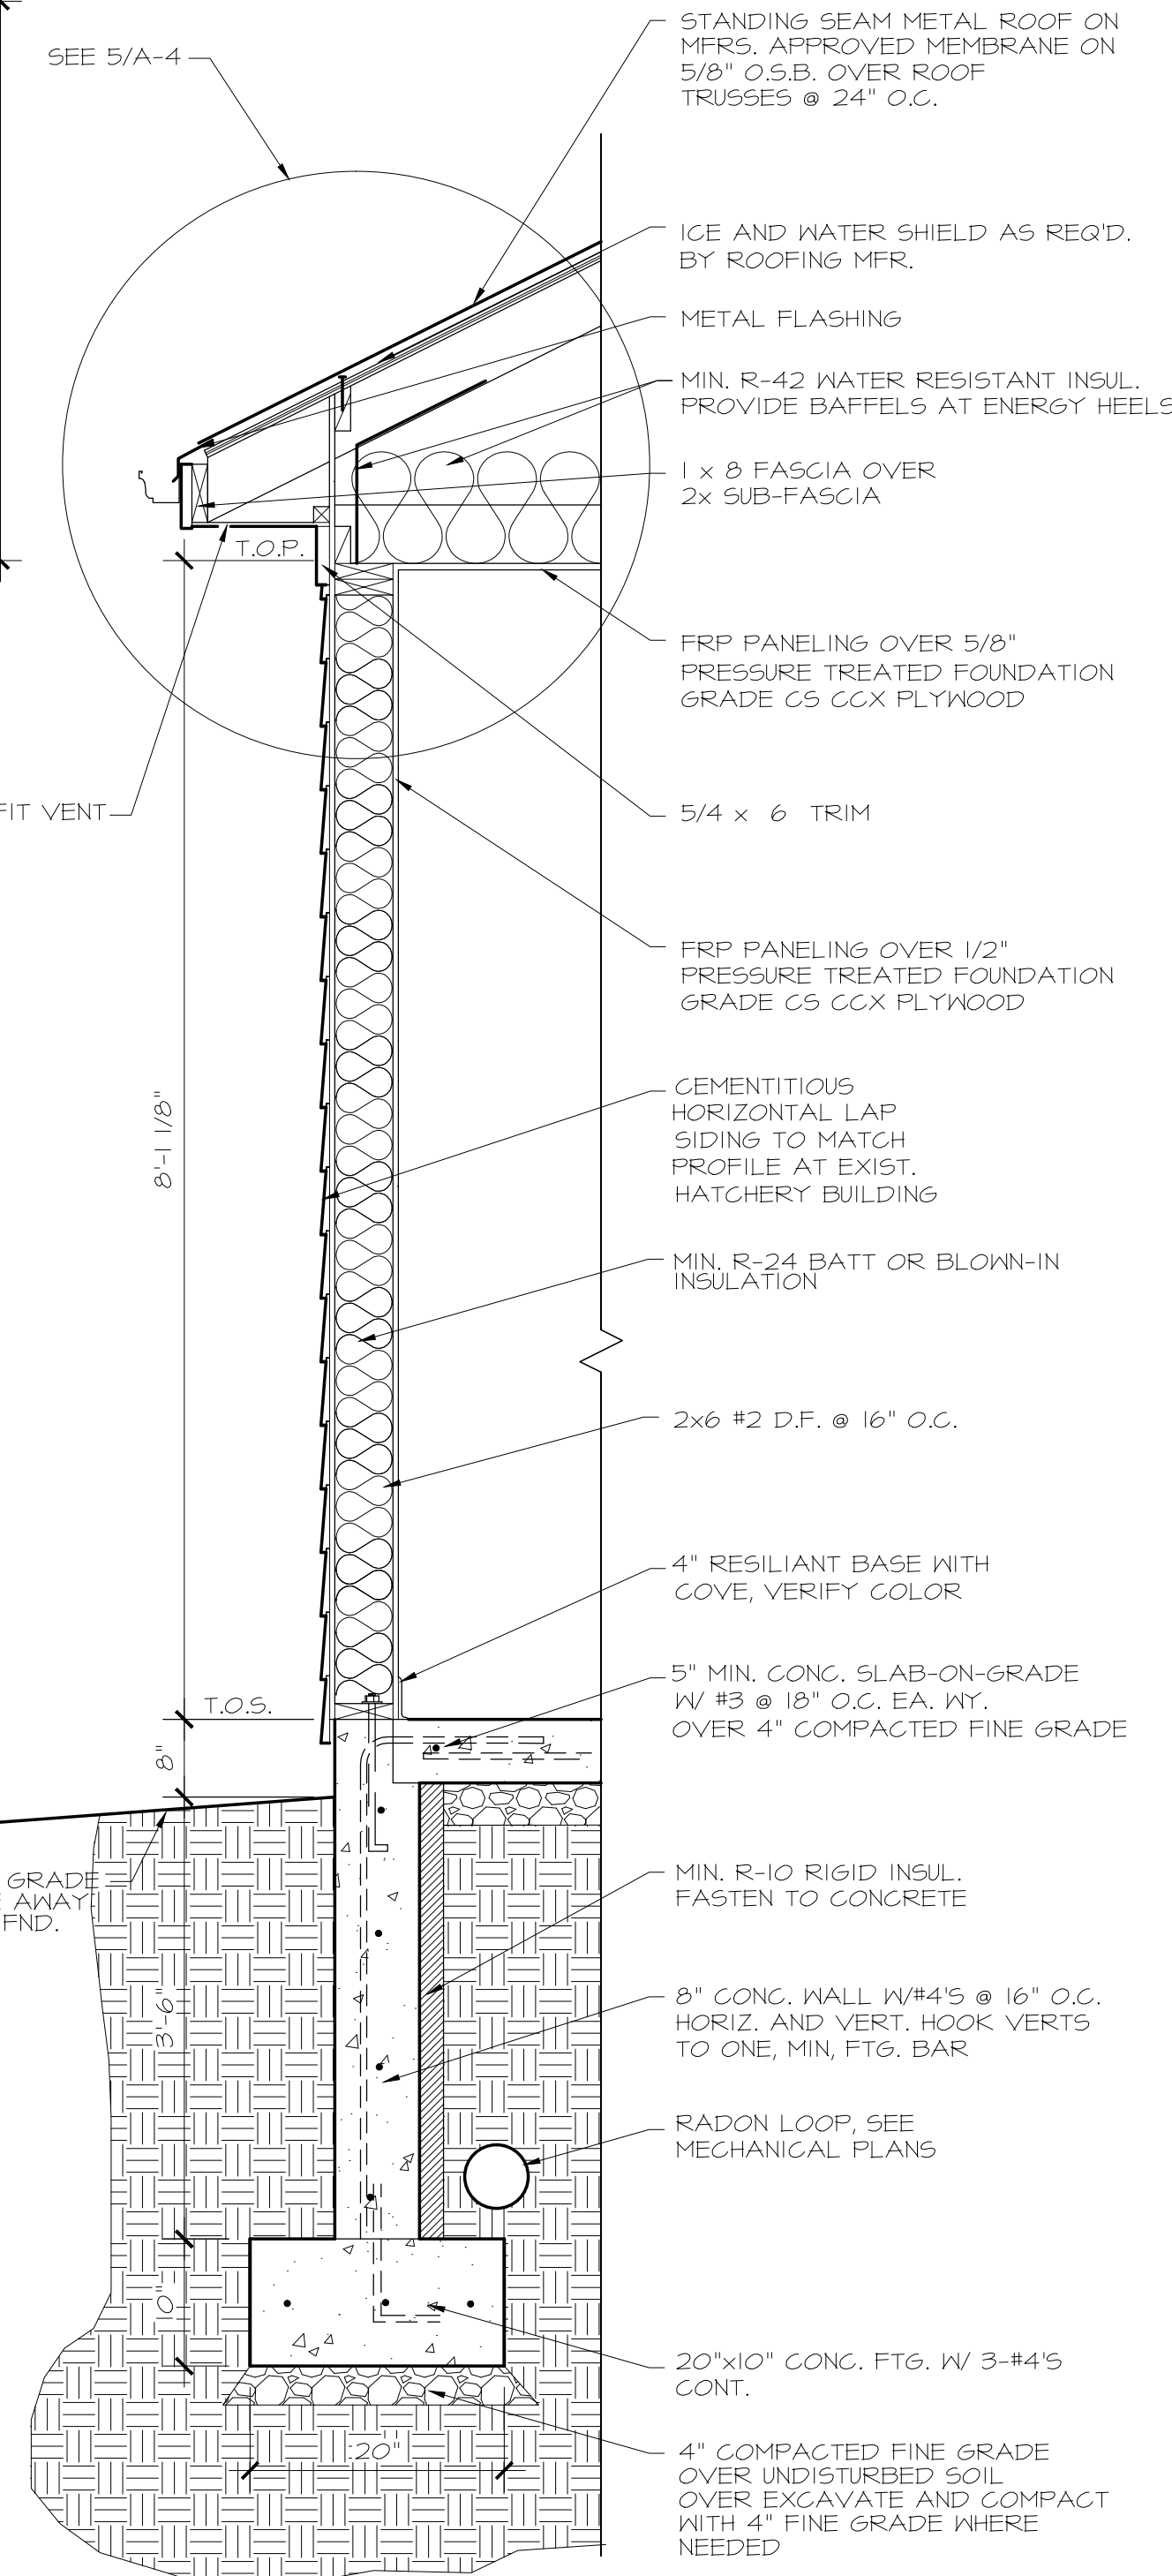 SEE 5/A-4
STANDING SEAM METAL ROOF ON
MFRS. APPROVED MEMBRANE ON
5/8" O.S.B. OVER ROOF
TRUSSES @ 24" O.C.
ICE AND WATER SHIELD AS REQ'D.
BY ROOFING MFR.
METAL FLASHING
MIN. R-42 WATER RESISTANT INSUL.
PROVIDE BAFFELS AT ENERGY HEELS
1 x 8 FASCIA OVER
2x SUB-FASCIA
T.O.P.
FRP PANELING OVER 5/8"
PRESSURE TREATED FOUNDATION
GRADE CS CCX PLYWOOD
FIT VENT
5/4 x 6 TRIM
FRP PANELING OVER 1/2"
PRESSURE TREATED FOUNDATION
GRADE CS CCX PLYWOOD
8'-1 1/8"
CEMENTITIOUS
HORIZONTAL LAP
SIDING TO MATCH
PROFILE AT EXIST.
HATCHERY BUILDING
MIN. R-24 BATT OR BLOWN-IN
INSULATION
2x6 #2 D.F. @ 16" O.C.
4" RESILIANT BASE WITH
COVE, VERIFY COLOR
T.O.S.
5" MIN. CONC. SLAB-ON-GRADE
W/ #3 @ 18" O.C. EA. WY.
OVER 4" COMPACTED FINE GRADE
8"
GRADE
AWAY
FND.
MIN. R-10 RIGID INSUL.
FASTEN TO CONCRETE
3'-6"
8" CONC. WALL W/#4'S @ 16" O.C.
HORIZ. AND VERT. HOOK VERTS
TO ONE, MIN, FTG. BAR
RADON LOOP, SEE
MECHANICAL PLANS
10"
20"x10" CONC. FTG. W/ 3-#4'S
CONT.
20"
4" COMPACTED FINE GRADE
OVER UNDISTURBED SOIL
OVER EXCAVATE AND COMPACT
WITH 4" FINE GRADE WHERE
NEEDED